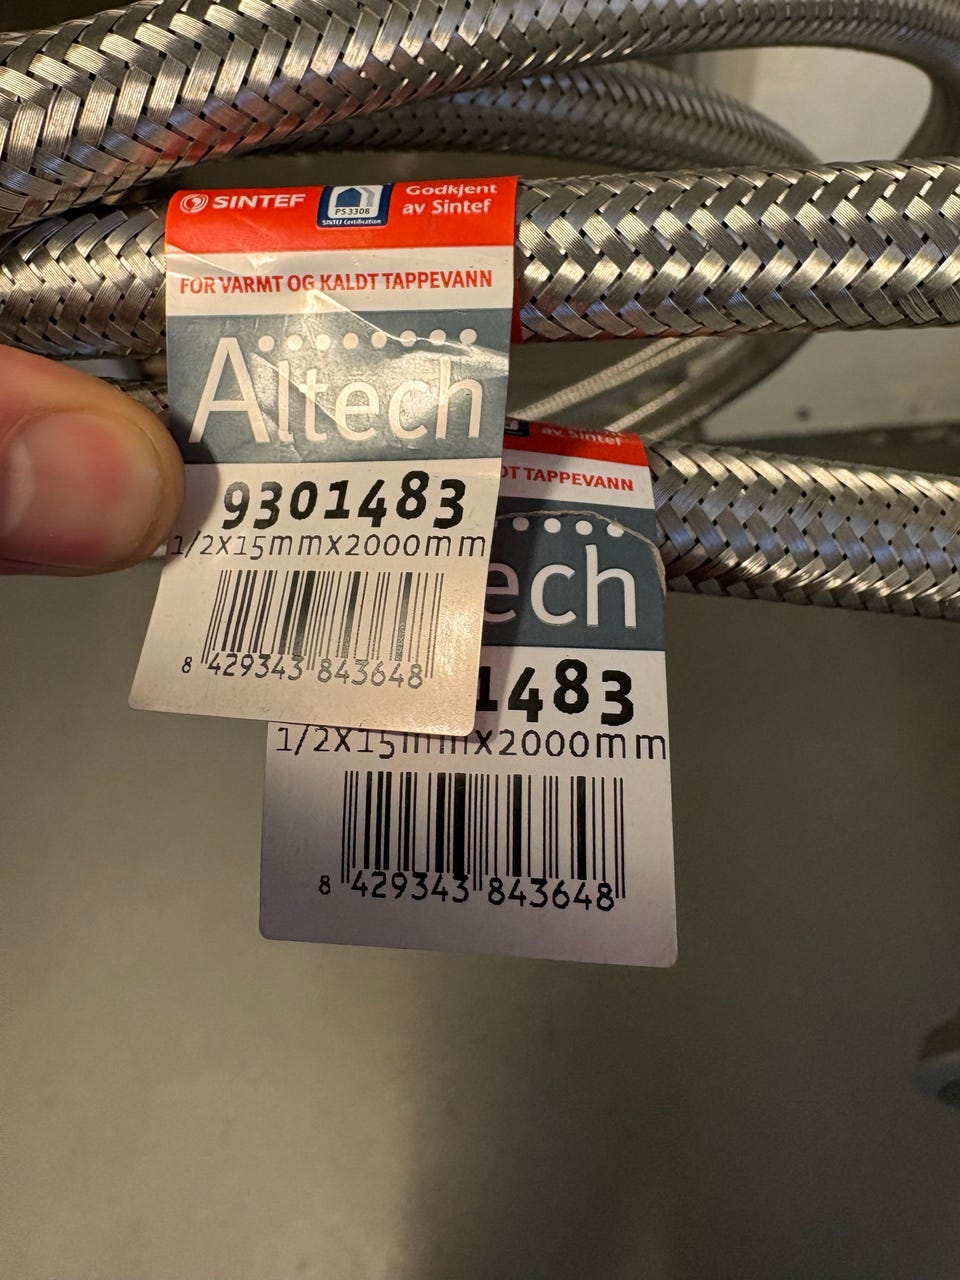 SINTEF
PS 3308
SINTEF Certification
Godkjent
av Sintef
FOR VARMT OG KALDT TAPPEVANN
Altech
9301483
1/2X15mmX2000mm
8 429343 843648
av Sintef
DT TAPPEVANN
ech
1483
1/2X15mmX2000mm
8 429343 843648